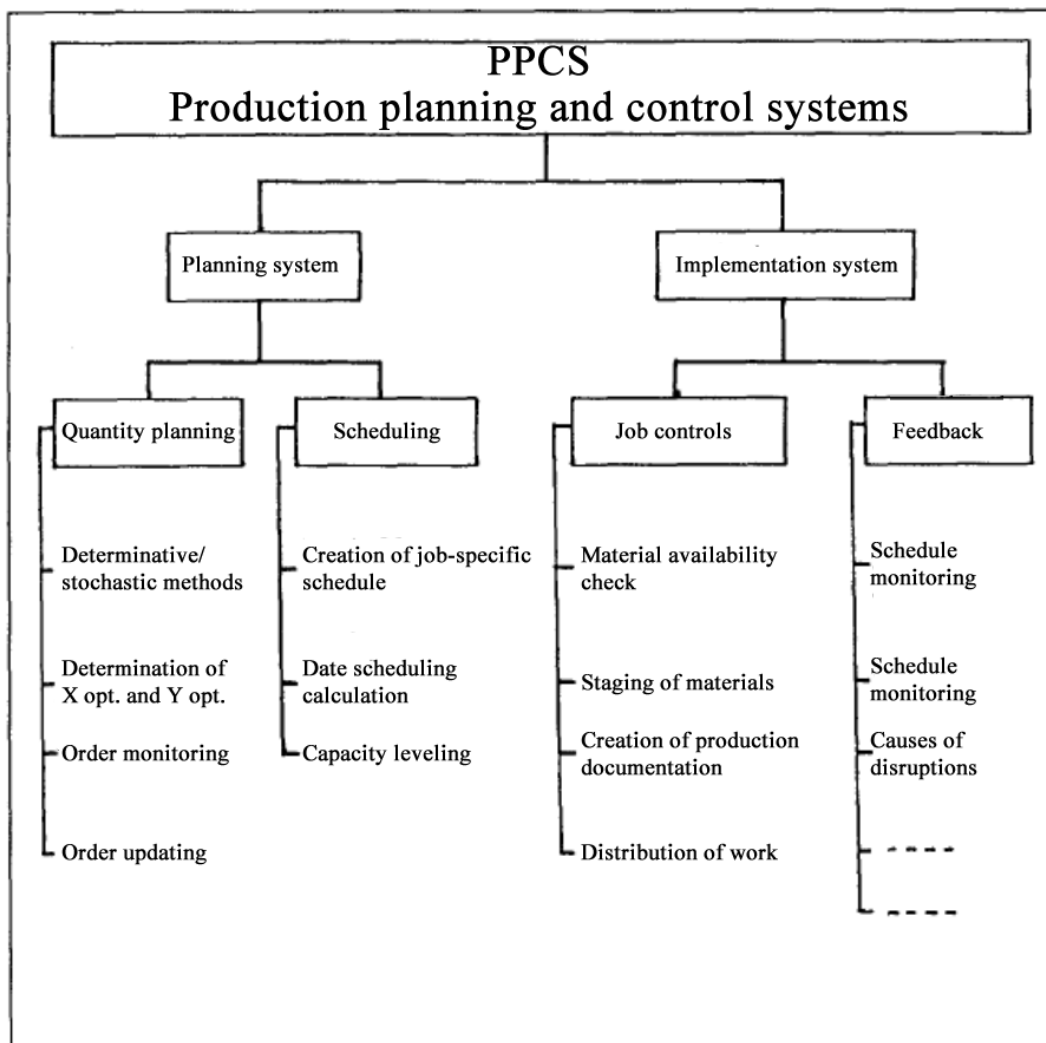 PPCS
Production planning and control systems
Planning system
Implementation system
Quantity planning
Scheduling
Job controls
Feedback
Determinative/
stochastic methods
Determination of
X opt. and Y opt.
Order monitoring
Order updating
Creation of job-specific
schedule
Date scheduling
calculation
Capacity leveling
Material availability
check
Staging of materials
Creation of production
documentation
Distribution of work
Schedule
monitoring
Schedule
monitoring
Causes of
disruptions